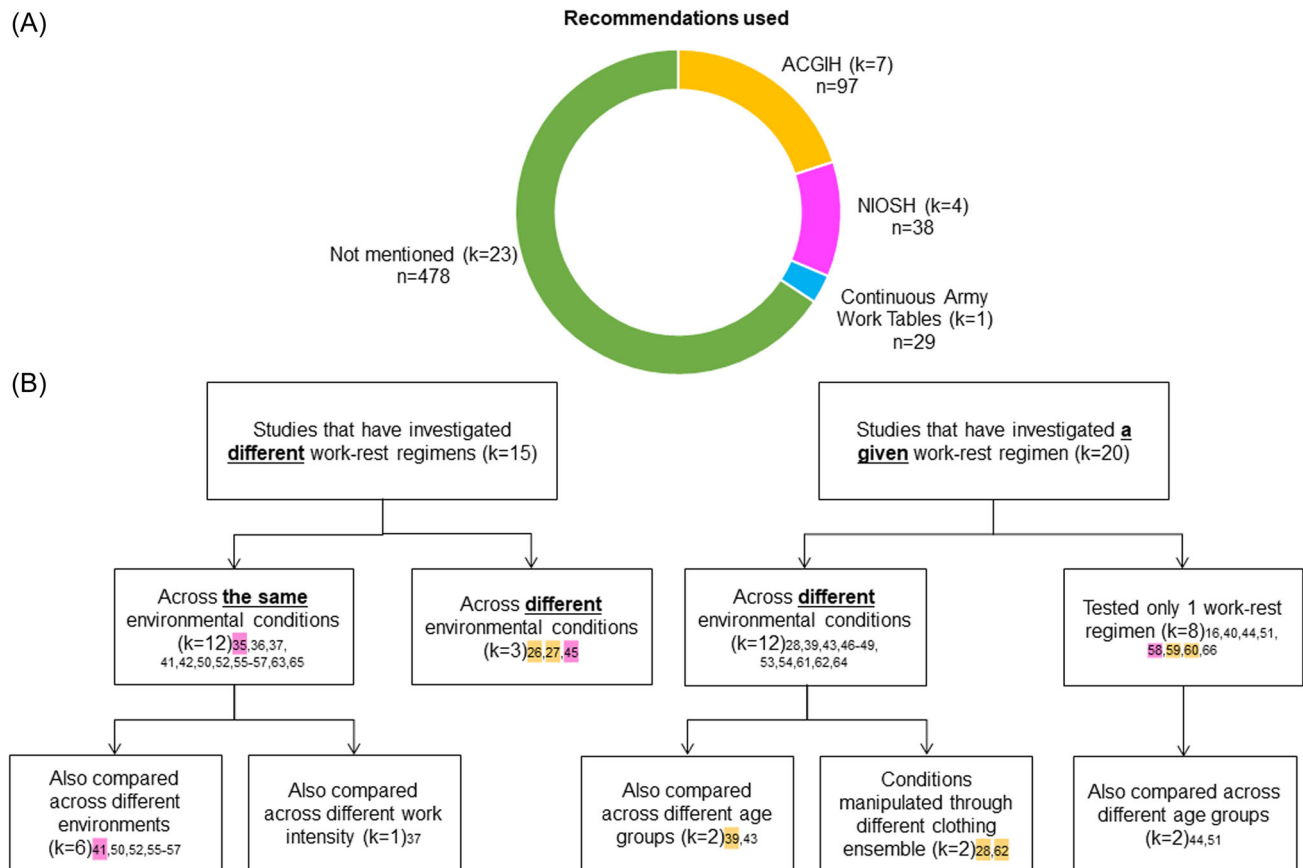 (A)
Recommendations used
ACGIH (k=7)
n=97
NIOSH (k=4)
n=38
Continuous Army
Work Tables (k=1)
n=29
Not mentioned (k=23)
n=478
(B)
Studies that have investigated
different work-rest regimens (k=15)
Studies that have investigated a
given work-rest regimen (k=20)
Across the same
environmental conditions
(k=12)35,36,37,
41,42,50,52,55-57,63,65
Across different
environmental conditions
(k=3)26,27,45
Across different
environmental conditions
(k=12)28,39,43,46-49,
53,54,61,62,64
Tested only 1 work-rest
regimen (k=8)16,40,44,51,
58,59,60,66
Also compared
across different
environments
(k=6)41,50,52,55-57
Also compared
across different work
intensity (k=1)37
Also compared
across different age
groups (k=2)39,43
Conditions
manipulated through
different clothing
ensemble (k=2)28,62
Also compared across
different age groups
(k=2)44,51